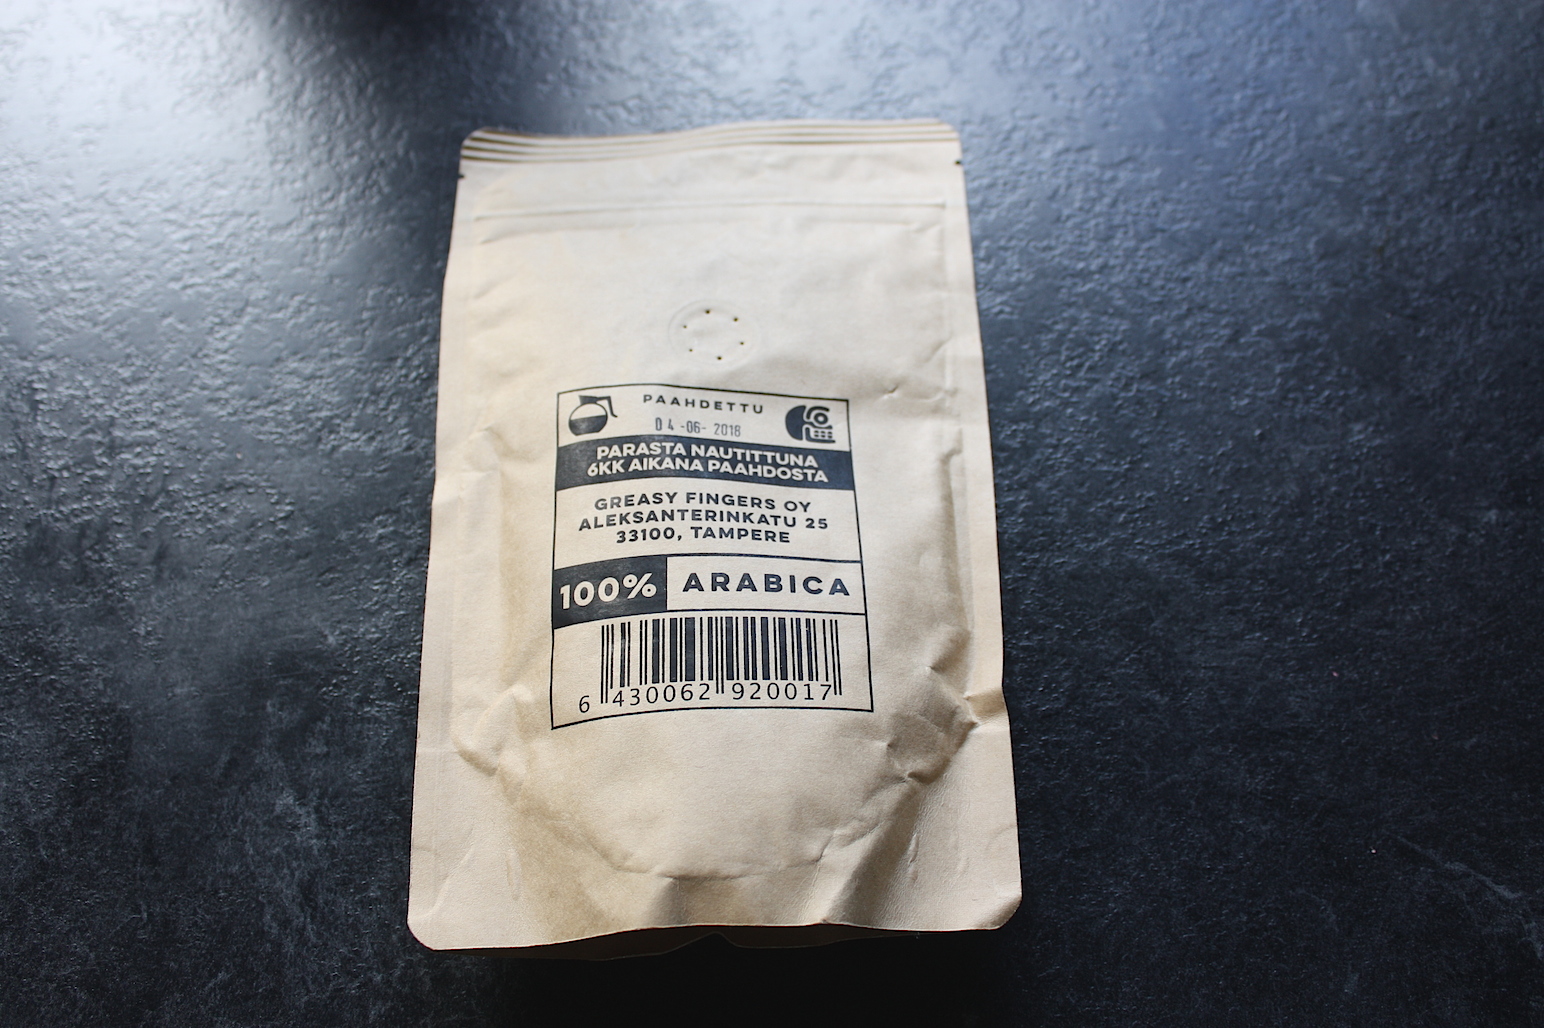 PAAHDETTU
04-06-2018
PARASTA NAUTITTUNA
6KK AIKANA PAAHDOSTA
GREASY FINGERS OY
ALEKSANTERINKATU 25
33100, TAMPERE
100% ARABICA
6 430062 920017